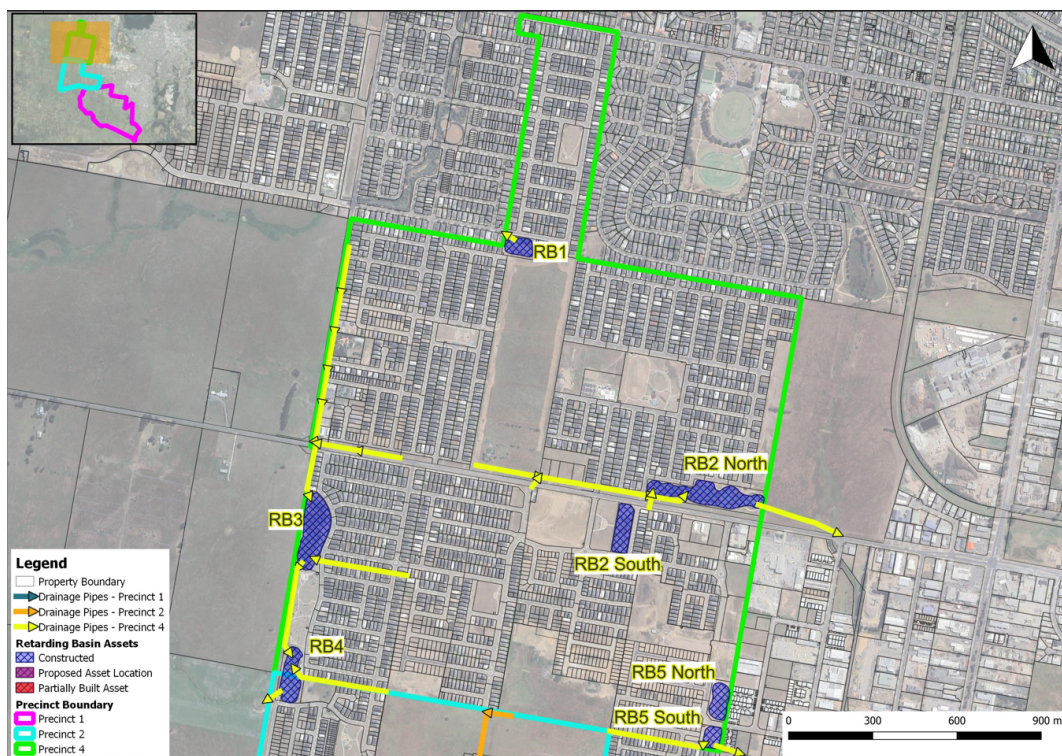 RB1
RB2 North
RB3
RB2 South
RB4
RB5 North
RB5 South
Legend
Property Boundary
Drainage Pipes - Precinct 1
Drainage Pipes - Precinct 2
Drainage Pipes - Precinct 4
Retarding Basin Assets
Constructed
Proposed Asset Location
Partially Built Asset
Precinct Boundary
Precinct 1
Precinct 2
Precinct 4
0 300 600 900 m